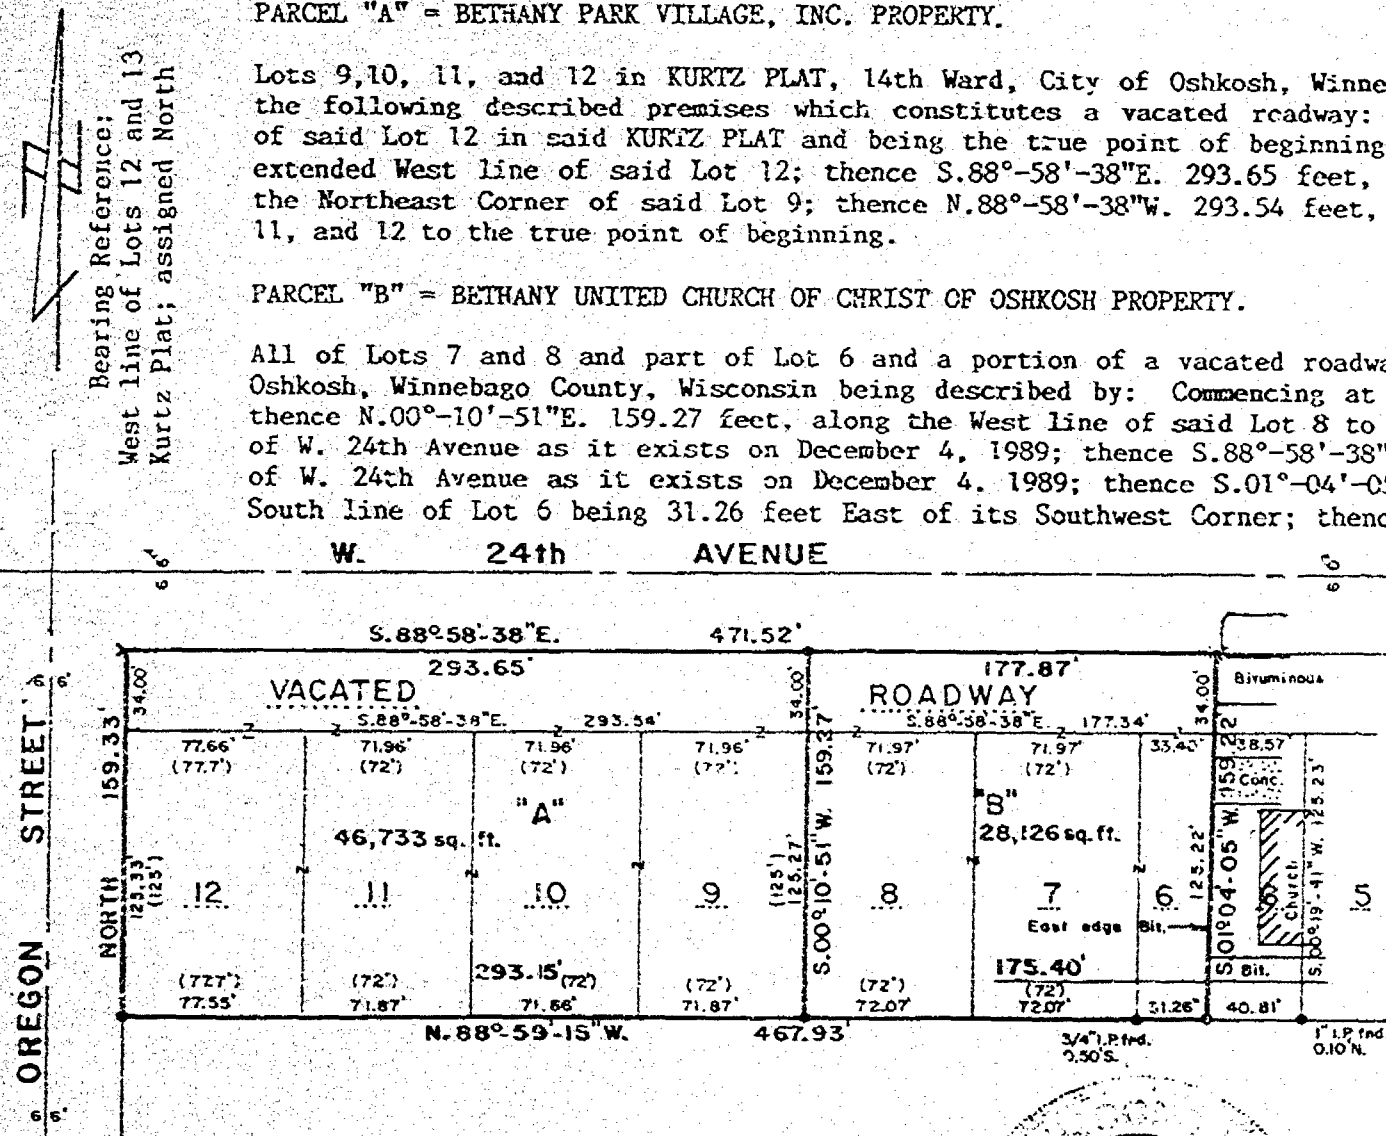 PARCEL "A" = BETHANY PARK VILLAGE, INC. PROPERTY.
Bearing Reference;
West line of Lots 12 and 13
Kurtz Plat; assigned North
Lots 9,10, 11, and 12 in KURTZ PLAT, 14th Ward, City of Oshkosh, Winne
the following described premises which constitutes a vacated roadway:
of said Lot 12 in said KURTZ PLAT and being the true point of beginning
extended West line of said Lot 12; thence S.88°-58'-38"E. 293.65 feet,
the Northeast Corner of said Lot 9; thence N.88°-58'-38"W. 293.54 feet,
11, and 12 to the true point of beginning.
PARCEL "B" = BETHANY UNITED CHURCH OF CHRIST OF OSHKOSH PROPERTY.
All of Lots 7 and 8 and part of Lot 6 and a portion of a vacated roadwa
Oshkosh, Winnebago County, Wisconsin being described by: Commencing at
thence N.00°-10'-51"E. 159.27 feet, along the West line of said Lot 8 to
of W. 24th Avenue as it exists on December 4, 1989; thence S.88°-58'-38"
of W. 24th Avenue as it exists on December 4. 1989; thence S.01°-04'-05
South line of Lot 6 being 31.26 feet East of its Southwest Corner; thenc
W. 24th AVENUE
S.88°-58'-38"E. 471.52'
293.65' 177.87'
VACATED ROADWAY
34.00' 34.00' 34.00'
Bituminous
S.88°-58'-38"E. 293.54' S.88°-58'-38"E. 177.34'
77.66' 71.96' 71.96' 71.96' 71.97' 71.97' 33.40' 38.57'
(77.7') (72') (72') (72') (72') (72')
Conc.
"A" "B"
46,733 sq. ft. 28,126 sq. ft.
OREGON STREET
NORTH 159.33'
125.33
(125')
S.00°-10'-51"W. 159.27'
(125')
125.27'
125.22'
S.01°-04'-05"W. 159.22
Church
S.00°-19'-41"W. 125.23'
12 11 10 9 8 7 6 6 5
East edge Bit.
Bit.
293.15' 175.40'
(77.7') (72') (72') (72') (72') (72')
77.55' 71.87' 71.86' 71.87' 72.07' 72.07' 31.26' 40.81'
N.88°-59'-15"W. 467.93'
3/4" I.P. fnd.
0.50'S.
1" I.P. fnd
0.10'N.